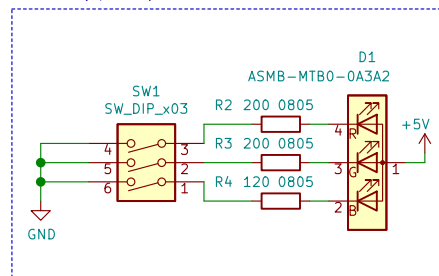 D1
ASMB-MTB0-0A3A2
SW1
SW_DIP_x03
R2 200 0805
+5V
4
3
4
R
R3 200 0805
5
2
3
G
1
R4 120 0805
6
1
2
B
GND